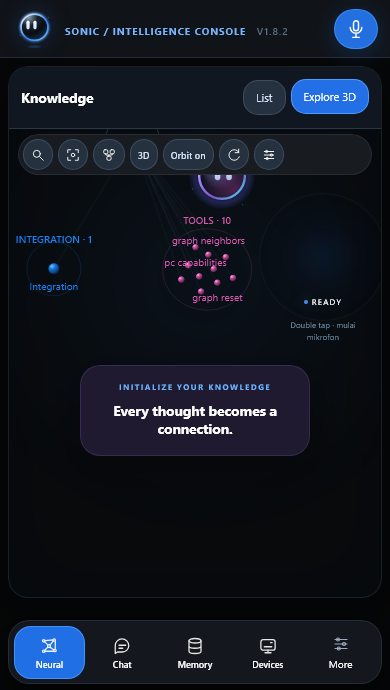 SONIC / INTELLIGENCE CONSOLE V1.8.2
Knowledge
List
Explore 3D
3D
Orbit on
TOOLS · 10
INTEGRATION · 1
graph neighbors
pc capabilities
Integration
graph reset
READY
Double tap · mulai
mikrofon
INITIALIZE YOUR KNOWLEDGE
Every thought becomes a
connection.
Neural
Chat
Memory
Devices
More